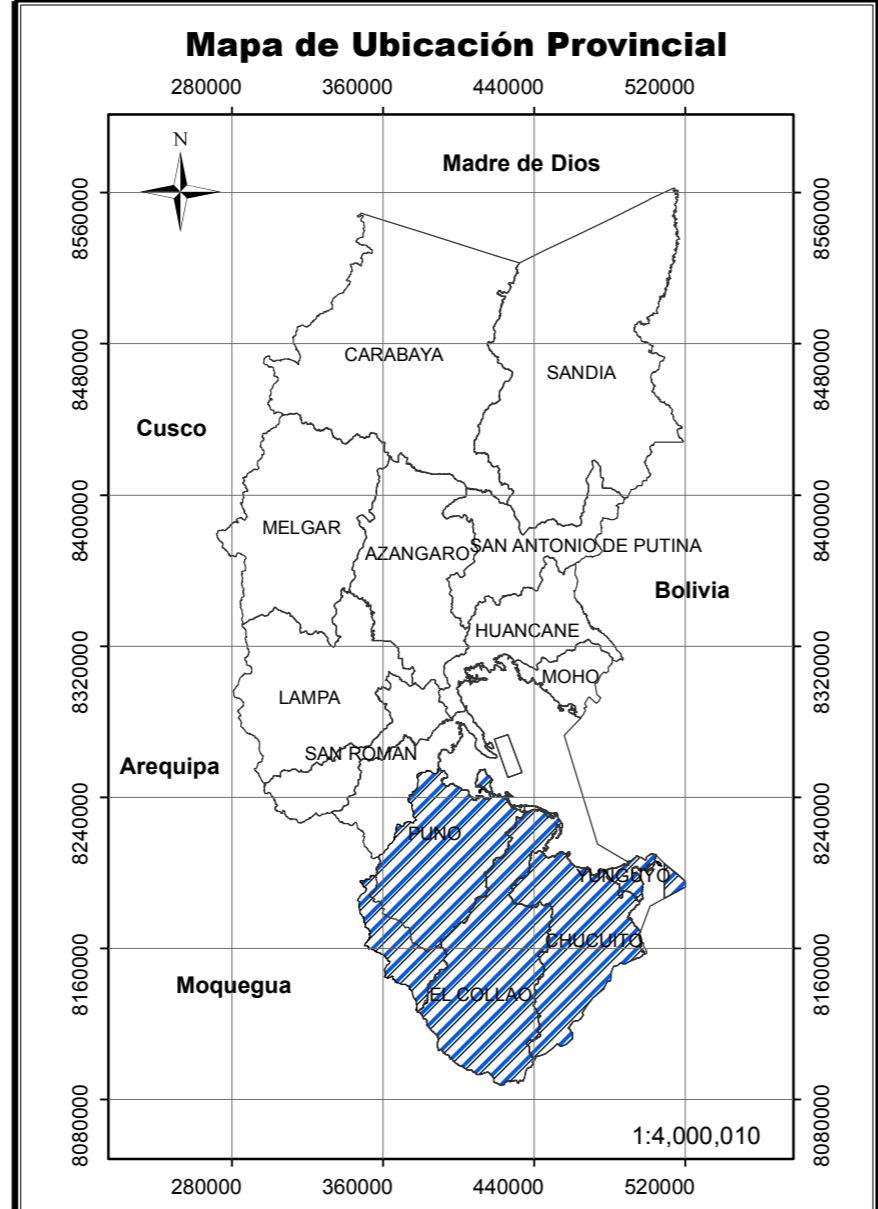 Mapa de Ubicación Provincial
280000 360000 440000 520000
N
Madre de Dios
8560000 8560000
CARABAYA
8480000 8480000
SANDIA
Cusco
8400000 8400000
MELGAR
AZANGARO
SAN ANTONIO DE PUTINA
Bolivia
HUANCANE
8320000 8320000
MOHO
LAMPA
SAN ROMAN
Arequipa
8240000 8240000
PUNO
YUNGUYO
CHUCUITO
8160000 8160000
Moquegua
EL COLLAO
8080000 8080000
1:4,000,010
280000 360000 440000 520000